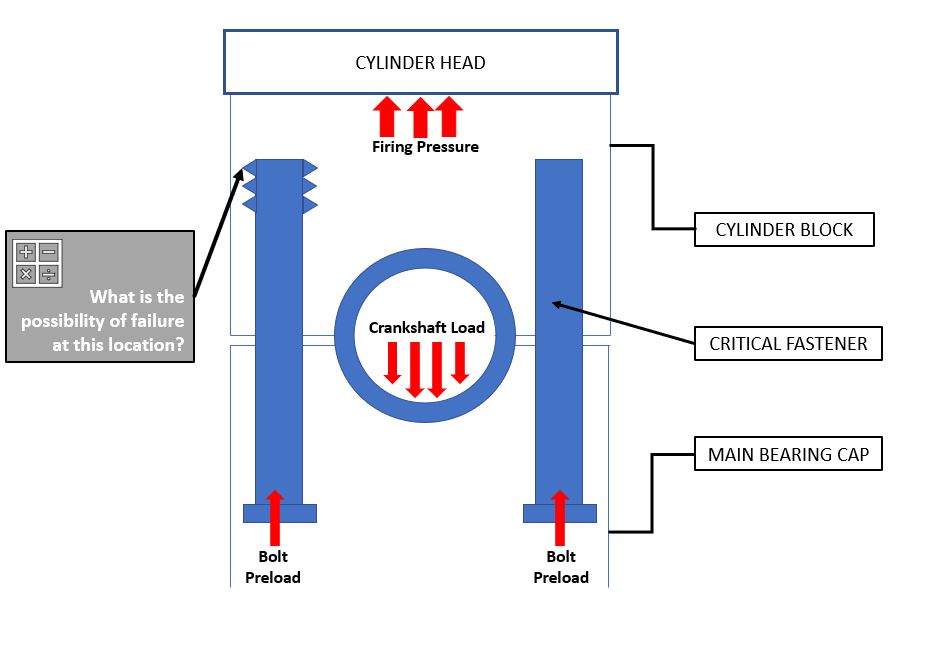 CYLINDER HEAD
Firing Pressure
CYLINDER BLOCK
What is the
possibility of failure
at this location?
Crankshaft Load
CRITICAL FASTENER
MAIN BEARING CAP
Bolt
Preload
Bolt
Preload